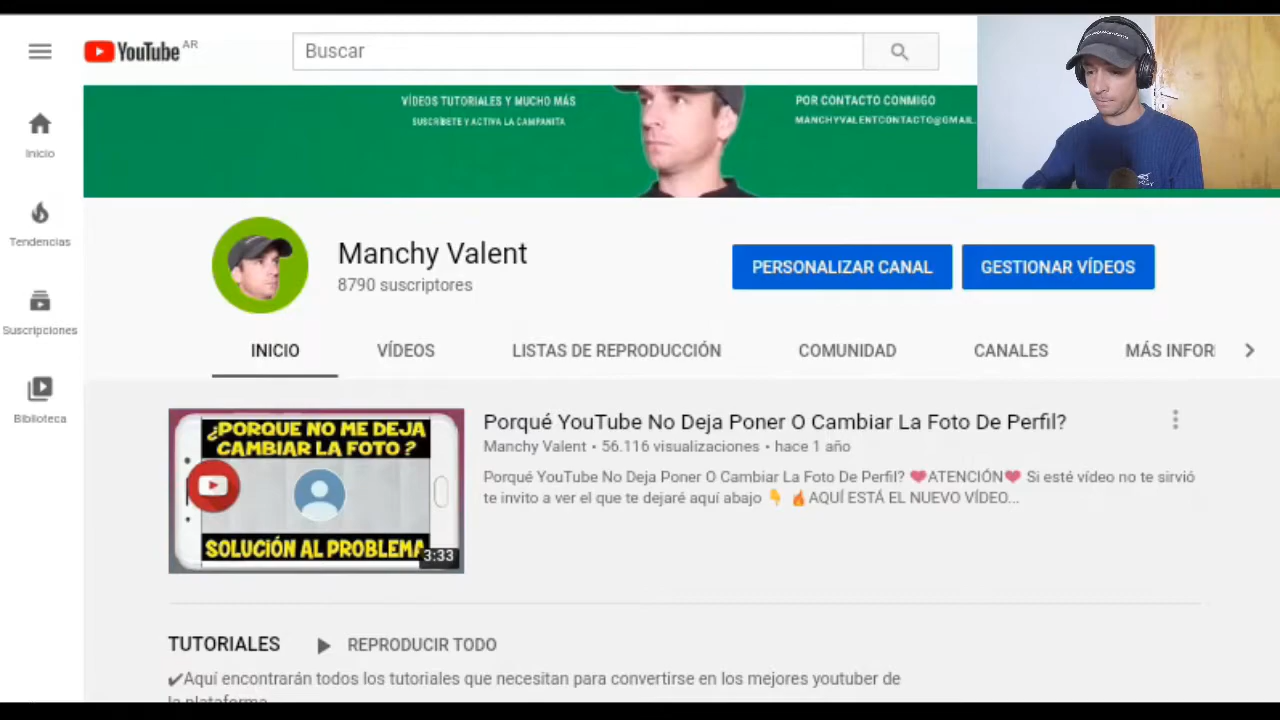 YouTube AR
Buscar
VÍDEOS TUTORIALES Y MUCHO MÁS
SUSCRÍBETE Y ACTIVA LA CAMPANITA
POR CONTACTO CONMIGO
MANCHYVALENTCONTACTO@GMAIL.
Inicio
Tendencias
Suscripciones
Biblioteca
Manchy Valent
8790 suscriptores
PERSONALIZAR CANAL
GESTIONAR VÍDEOS
INICIO VÍDEOS LISTAS DE REPRODUCCIÓN COMUNIDAD CANALES MÁS INFOR
¿PORQUE NO ME DEJA
CAMBIAR LA FOTO ?
SOLUCIÓN AL PROBLEMA
3:33
Porqué YouTube No Deja Poner O Cambiar La Foto De Perfil?
Manchy Valent • 56.116 visualizaciones • hace 1 año
Porqué YouTube No Deja Poner O Cambiar La Foto De Perfil? ❤ATENCIÓN❤ Si esté vídeo no te sirvió
te invito a ver el que te dejaré aquí abajo 👇 🔥AQUÍ ESTÁ EL NUEVO VÍDEO...
TUTORIALES REPRODUCIR TODO
✔Aquí encontrarán todos los tutoriales que necesitan para convertirse en los mejores youtuber de
la plataforma